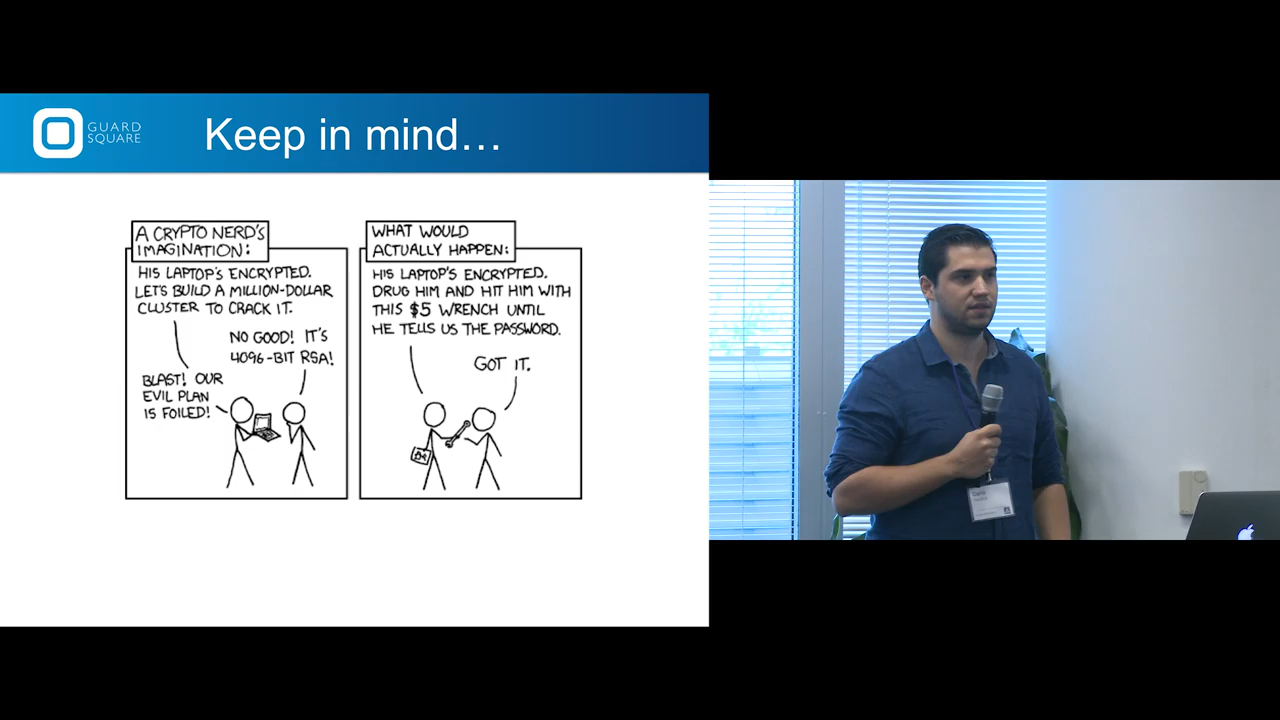 GUARD
SQUARE
Keep in mind...
A CRYPTO NERD'S
IMAGINATION:
HIS LAPTOP'S ENCRYPTED.
LET'S BUILD A MILLION-DOLLAR
CLUSTER TO CRACK IT.
NO GOOD! IT'S
4096-BIT RSA!
BLAST! OUR
EVIL PLAN
IS FOILED!
WHAT WOULD
ACTUALLY HAPPEN:
HIS LAPTOP'S ENCRYPTED.
DRUG HIM AND HIT HIM WITH
THIS $5 WRENCH UNTIL
HE TELLS US THE PASSWORD.
GOT IT.